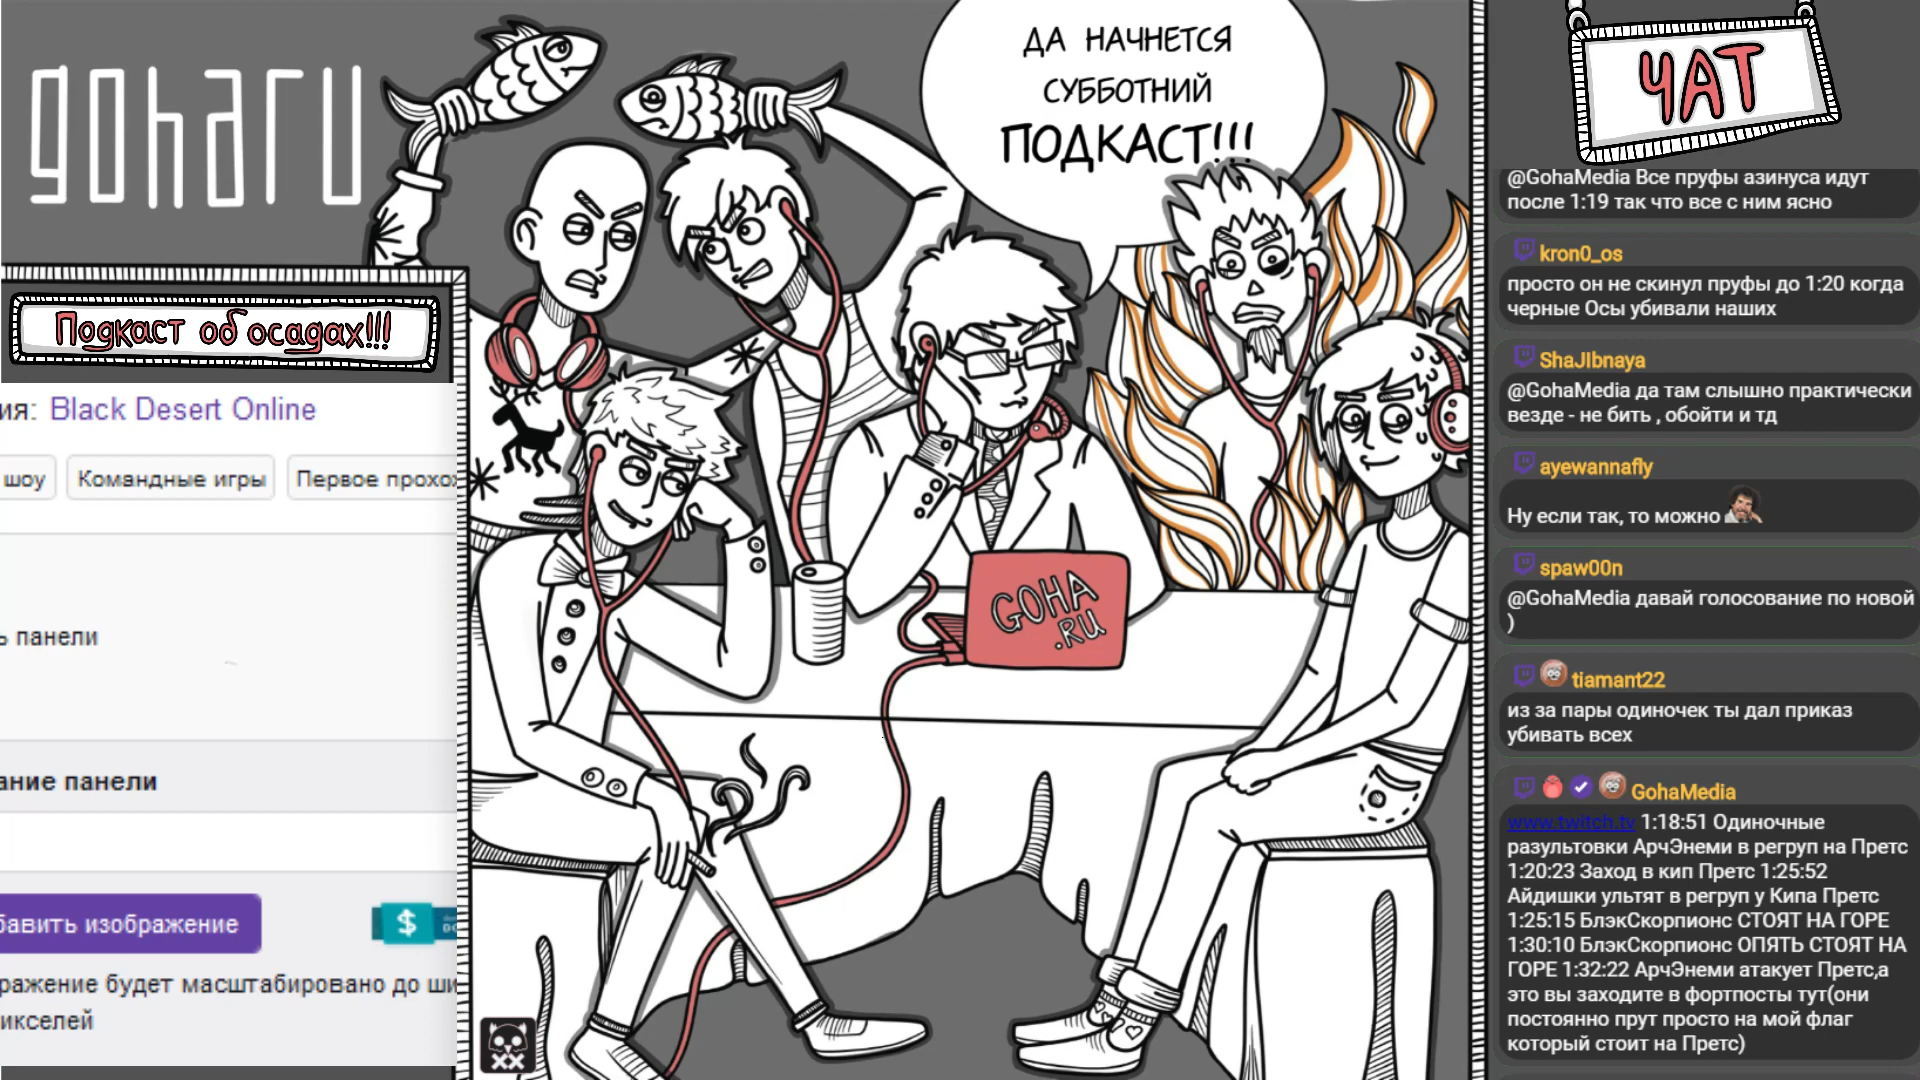 goharu
ДА НАЧНЕТСЯ
СУББОТНИЙ
ПОДКАСТ!!!
Подкаст об осадах!!!
ия: Black Desert Online
шоу
Командные игры
Первое прохо
ь панели
ание панели
бавить изображение
$
ражение будет масштабировано до ши
икселей
GOHA
.RU
XX
ЧАТ
@GohaMedia Все пруфы азинуса идут
после 1:19 так что все с ним ясно
kron0_os
просто он не скинул пруфы до 1:20 когда
черные Осы убивали наших
ShaJIbnaya
@GohaMedia да там слышно практически
везде - не бить , обойти и тд
ayewannafly
Ну если так, то можно
spaw00n
@GohaMedia давай голосование по новой
)
tiamant22
из за пары одиночек ты дал приказ
убивать всех
GohaMedia
www.twitch.tv 1:18:51 Одиночные
разультовки АрчЭнеми в регруп на Претс
1:20:23 Заход в кип Претс 1:25:52
Айдишки ультят в регруп у Кипа Претс
1:25:15 БлэкСкорпионс СТОЯТ НА ГОРЕ
1:30:10 БлэкСкорпионс ОПЯТЬ СТОЯТ НА
ГОРЕ 1:32:22 АрчЭнеми атакует Претс,а
это вы заходите в фортпосты тут(они
постоянно прут просто на мой флаг
который стоит на Претс)